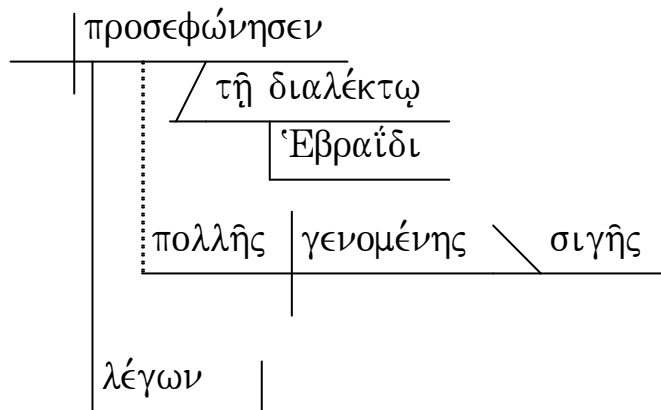 προσεφώνησεν
τῇ διαλέκτῳ
Ἑβραΐδι
πολλῆς γενομένης σιγῆς
λέγων